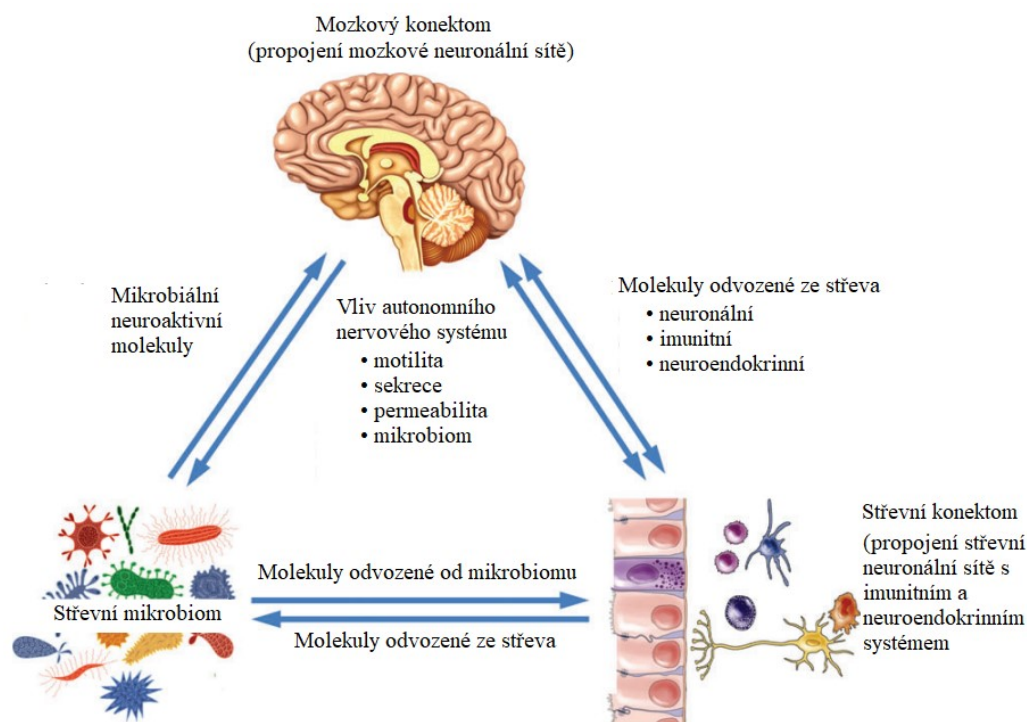 Mozkový konektom
(propojení mozkové neuronální sítě)
Mikrobiální
neuroaktivní
molekuly
Vliv autonomního
nervového systému
• motilita
• sekrece
• permeabilita
• mikrobiom
Molekuly odvozené ze střeva
• neuronální
• imunitní
• neuroendokrinní
Střevní mikrobiom
Molekuly odvozené od mikrobiomu
Molekuly odvozené ze střeva
Střevní konektom
(propojení střevní
neuronální sítě s
imunitním a
neuroendokrinním
systémem